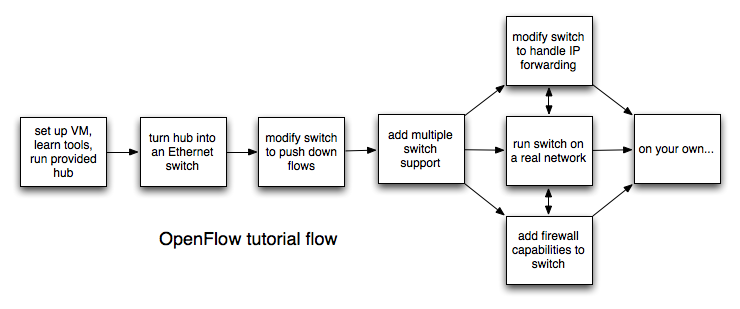 set up VM,
learn tools,
run provided
hub
turn hub into
an Ethernet
switch
modify switch
to push down
flows
add multiple
switch
support
modify switch
to handle IP
forwarding
run switch on
a real network
add firewall
capabilities to
switch
on your own...
OpenFlow tutorial flow